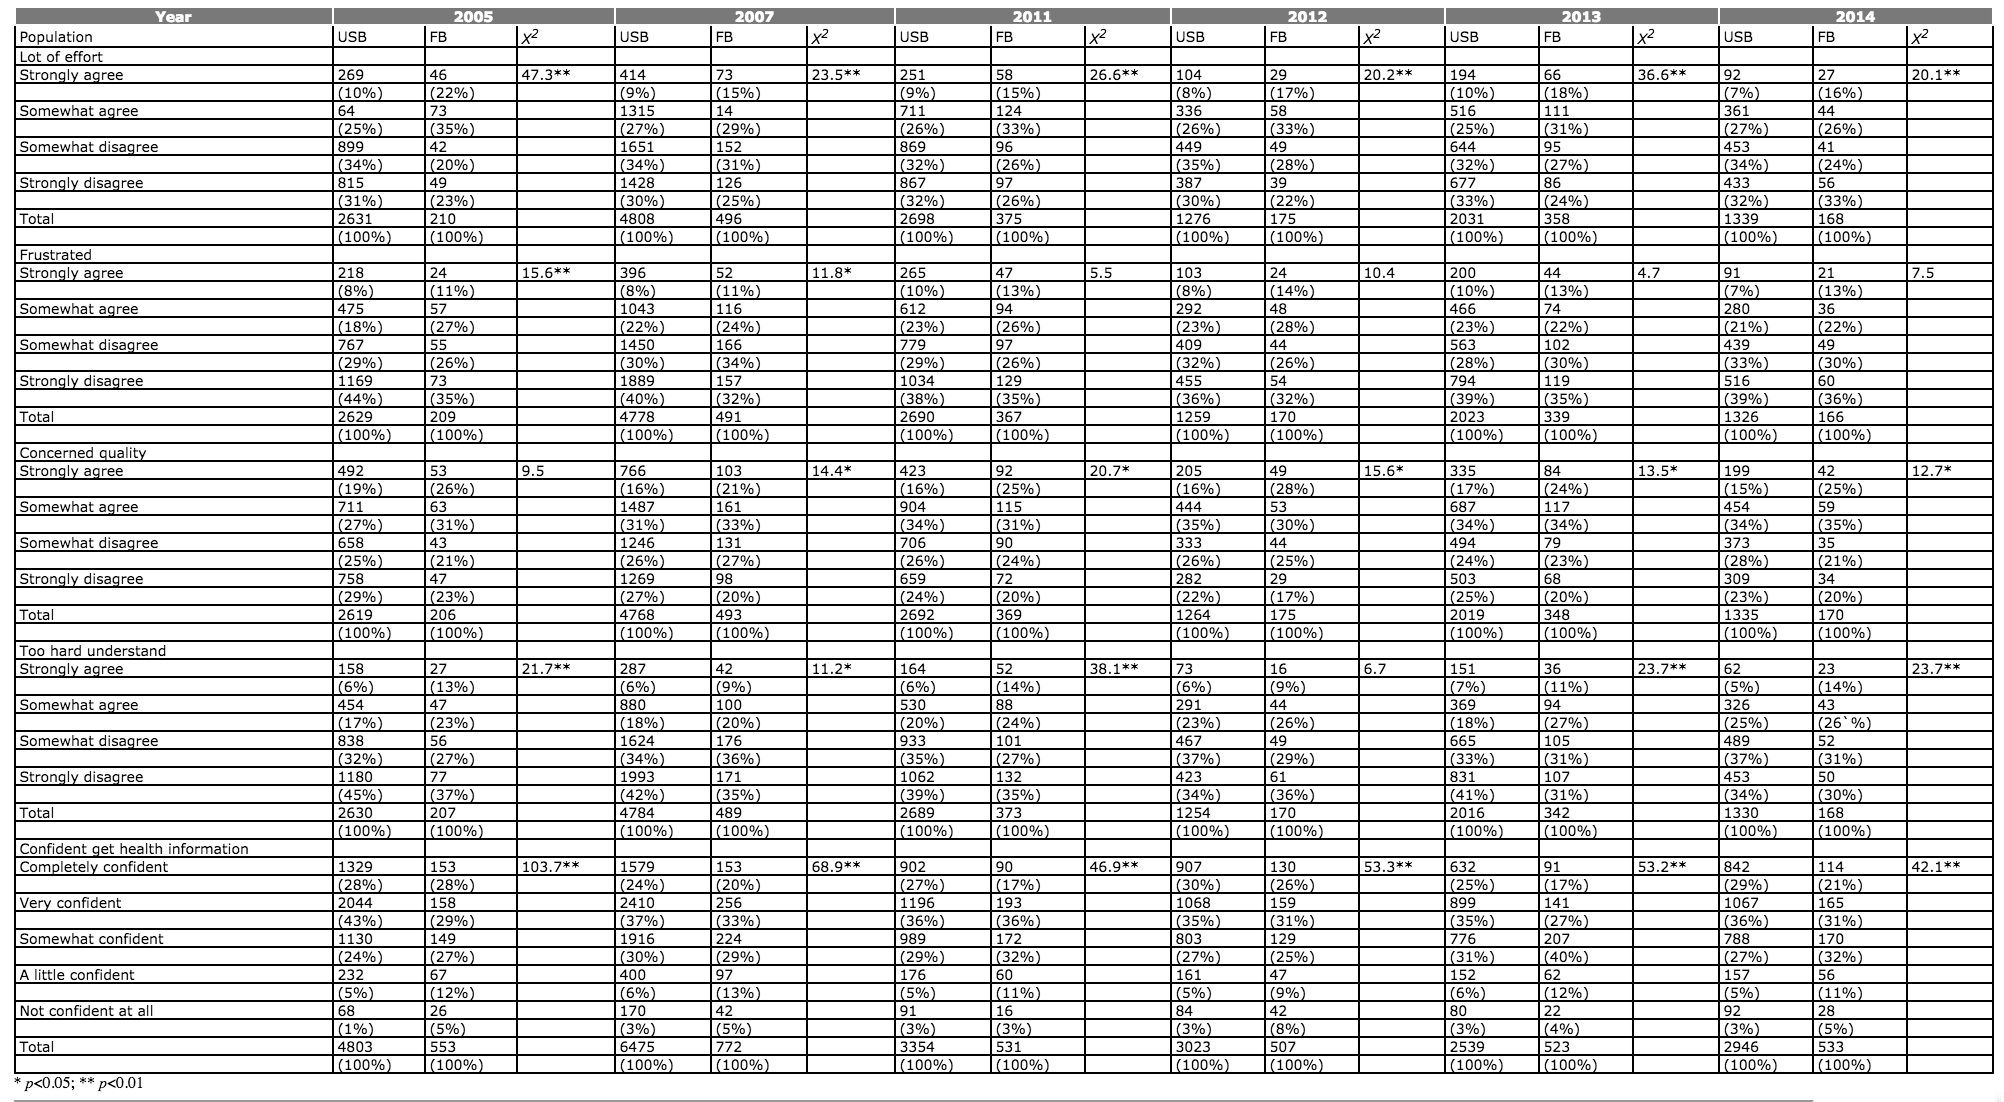 Year 2005 2007 2011 2012 2013 2014
Population USB FB X2 USB FB X2 USB FB X2 USB FB X2 USB FB X2 USB FB X2
Lot of effort
Strongly agree 269 46 47.3** 414 73 23.5** 251 58 26.6** 104 29 20.2** 194 66 36.6** 92 27 20.1**
(10%) (22%) (9%) (15%) (9%) (15%) (8%) (17%) (10%) (18%) (7%) (16%)
Somewhat agree 64 73 1315 14 711 124 336 58 516 111 361 44
(25%) (35%) (27%) (29%) (26%) (33%) (26%) (33%) (25%) (31%) (27%) (26%)
Somewhat disagree 899 42 1651 152 869 96 449 49 644 95 453 41
(34%) (20%) (34%) (31%) (32%) (26%) (35%) (28%) (32%) (27%) (34%) (24%)
Strongly disagree 815 49 1428 126 867 97 387 39 677 86 433 56
(31%) (23%) (30%) (25%) (32%) (26%) (30%) (22%) (33%) (24%) (32%) (33%)
Total 2631 210 4808 496 2698 375 1276 175 2031 358 1339 168
(100%) (100%) (100%) (100%) (100%) (100%) (100%) (100%) (100%) (100%) (100%) (100%)
Frustrated
Strongly agree 218 24 15.6** 396 52 11.8* 265 47 5.5 103 24 10.4 200 44 4.7 91 21 7.5
(8%) (11%) (8%) (11%) (10%) (13%) (8%) (14%) (10%) (13%) (7%) (13%)
Somewhat agree 475 57 1043 116 612 94 292 48 466 74 280 36
(18%) (27%) (22%) (24%) (23%) (26%) (23%) (28%) (23%) (22%) (21%) (22%)
Somewhat disagree 767 55 1450 166 779 97 409 44 563 102 439 49
(29%) (26%) (30%) (34%) (29%) (26%) (32%) (26%) (28%) (30%) (33%) (30%)
Strongly disagree 1169 73 1889 157 1034 129 455 54 794 119 516 60
(44%) (35%) (40%) (32%) (38%) (35%) (36%) (32%) (39%) (35%) (39%) (36%)
Total 2629 209 4778 491 2690 367 1259 170 2023 339 1326 166
(100%) (100%) (100%) (100%) (100%) (100%) (100%) (100%) (100%) (100%) (100%) (100%)
Concerned quality
Strongly agree 492 53 9.5 766 103 14.4* 423 92 20.7* 205 49 15.6* 335 84 13.5* 199 42 12.7*
(19%) (26%) (16%) (21%) (16%) (25%) (16%) (28%) (17%) (24%) (15%) (25%)
Somewhat agree 711 63 1487 161 904 115 444 53 687 117 454 59
(27%) (31%) (31%) (33%) (34%) (31%) (35%) (30%) (34%) (34%) (34%) (35%)
Somewhat disagree 658 43 1246 131 706 90 333 44 494 79 373 35
(25%) (21%) (26%) (27%) (26%) (24%) (26%) (25%) (24%) (23%) (28%) (21%)
Strongly disagree 758 47 1269 98 659 72 282 29 503 68 309 34
(29%) (23%) (27%) (20%) (24%) (20%) (22%) (17%) (25%) (20%) (23%) (20%)
Total 2619 206 4768 493 2692 369 1264 175 2019 348 1335 170
(100%) (100%) (100%) (100%) (100%) (100%) (100%) (100%) (100%) (100%) (100%) (100%)
Too hard understand
Strongly agree 158 27 21.7** 287 42 11.2* 164 52 38.1** 73 16 6.7 151 36 23.7** 62 23 23.7**
(6%) (13%) (6%) (9%) (6%) (14%) (6%) (9%) (7%) (11%) (5%) (14%)
Somewhat agree 454 47 880 100 530 88 291 44 369 94 326 43
(17%) (23%) (18%) (20%) (20%) (24%) (23%) (26%) (18%) (27%) (25%) (26`%)
Somewhat disagree 838 56 1624 176 933 101 467 49 665 105 489 52
(32%) (27%) (34%) (36%) (35%) (27%) (37%) (29%) (33%) (31%) (37%) (31%)
Strongly disagree 1180 77 1993 171 1062 132 423 61 831 107 453 50
(45%) (37%) (42%) (35%) (39%) (35%) (34%) (36%) (41%) (31%) (34%) (30%)
Total 2630 207 4784 489 2689 373 1254 170 2016 342 1330 168
(100%) (100%) (100%) (100%) (100%) (100%) (100%) (100%) (100%) (100%) (100%) (100%)
Confident get health information
Completely confident 1329 153 103.7** 1579 153 68.9** 902 90 46.9** 907 130 53.3** 632 91 53.2** 842 114 42.1**
(28%) (28%) (24%) (20%) (27%) (17%) (30%) (26%) (25%) (17%) (29%) (21%)
Very confident 2044 158 2410 256 1196 193 1068 159 899 141 1067 165
(43%) (29%) (37%) (33%) (36%) (36%) (35%) (31%) (35%) (27%) (36%) (31%)
Somewhat confident 1130 149 1916 224 989 172 803 129 776 207 788 170
(24%) (27%) (30%) (29%) (29%) (32%) (27%) (25%) (31%) (40%) (27%) (32%)
A little confident 232 67 400 97 176 60 161 47 152 62 157 56
(5%) (12%) (6%) (13%) (5%) (11%) (5%) (9%) (6%) (12%) (5%) (11%)
Not confident at all 68 26 170 42 91 16 84 42 80 22 92 28
(1%) (5%) (3%) (5%) (3%) (3%) (3%) (8%) (3%) (4%) (3%) (5%)
Total 4803 553 6475 772 3354 531 3023 507 2539 523 2946 533
(100%) (100%) (100%) (100%) (100%) (100%) (100%) (100%) (100%) (100%) (100%) (100%)
* p<0.05; ** p<0.01